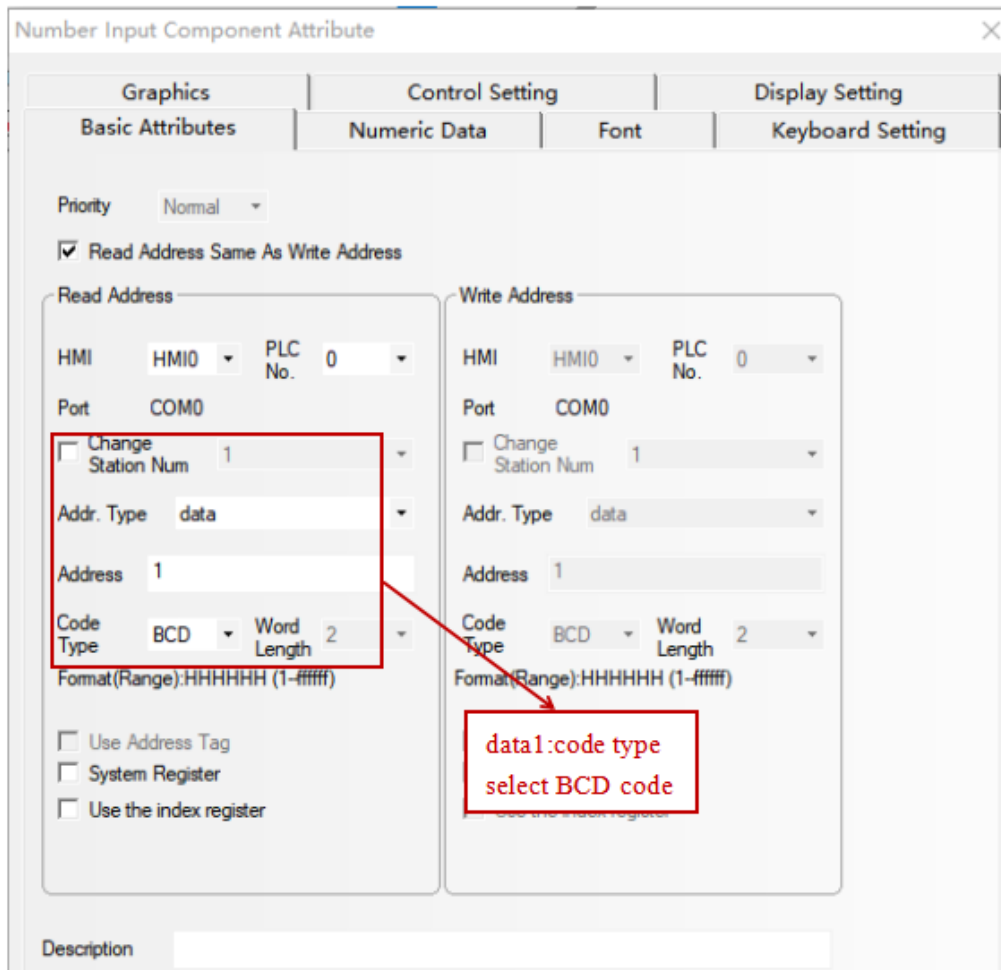 Number Input Component Attribute
Graphics Control Setting Display Setting
Basic Attributes Numeric Data Font Keyboard Setting
Priority Normal
Read Address Same As Write Address
Read Address
HMI HMI0 PLC No. 0
Port COM0
Change Station Num 1
Addr. Type data
Address 1
Code Type BCD Word Length 2
Format(Range):HHHHHH (1--ffffff)
Use Address Tag
System Register
Use the index register
Write Address
HMI HMI0 PLC No. 0
Port COM0
Change Station Num 1
Addr. Type data
Address 1
Code Type BCD Word Length 2
Format(Range):HHHHHH (1--ffffff)
data1:code type
select BCD code
Use the index register
Description